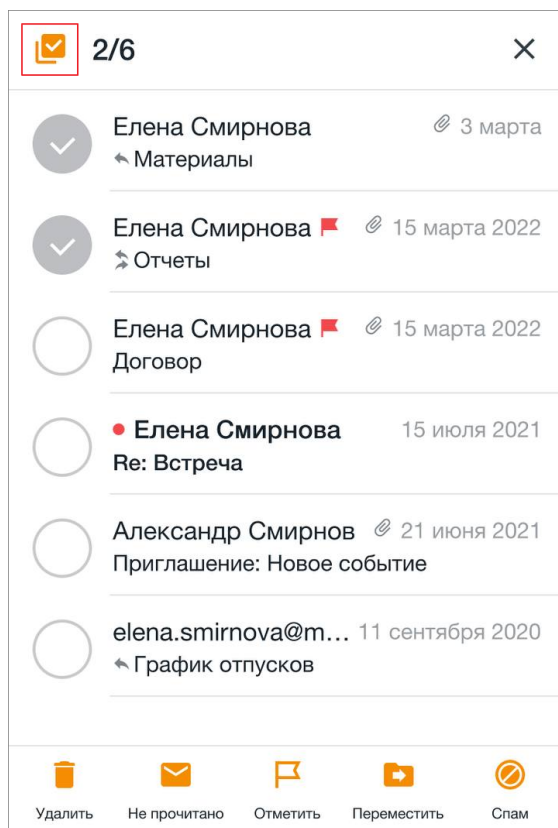 2/6
Елена Смирнова 3 марта
Материалы
Елена Смирнова 15 марта 2022
Отчеты
Елена Смирнова 15 марта 2022
Договор
Елена Смирнова 15 июля 2021
Re: Встреча
Александр Смирнов 21 июня 2021
Приглашение: Новое событие
elena.smirnova@m... 11 сентября 2020
График отпусков
Удалить Не прочитано Отметить Переместить Спам